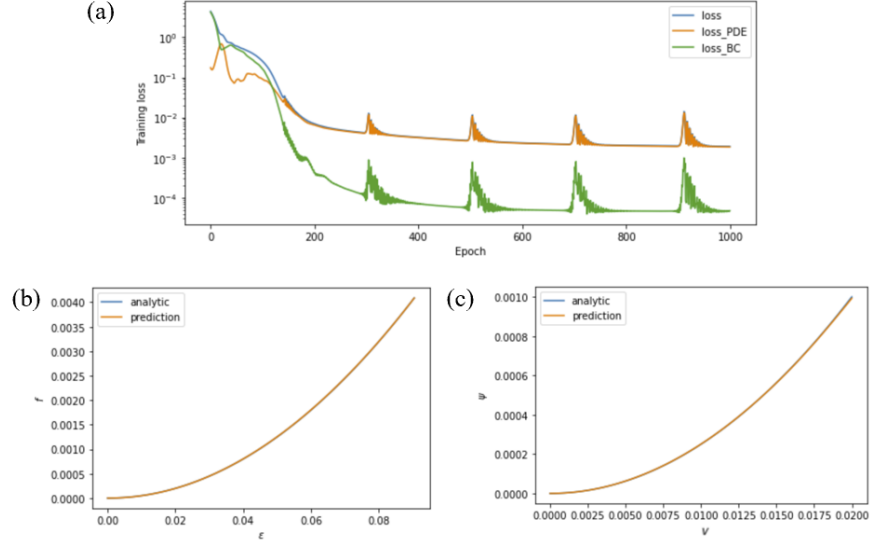 (a)
loss
loss_PDE
loss_BC
10⁰
10⁻¹
10⁻²
10⁻³
10⁻⁴
Training loss
0 200 400 600 800 1000
Epoch
(b)
analytic
prediction
0.0040
0.0035
0.0030
0.0025
0.0020
0.0015
0.0010
0.0005
0.0000
f
0.00 0.02 0.04 0.06 0.08
ε
(c)
analytic
prediction
0.0010
0.0008
0.0006
0.0004
0.0002
0.0000
ψ
0.0000 0.0025 0.0050 0.0075 0.0100 0.0125 0.0150 0.0175 0.0200
V